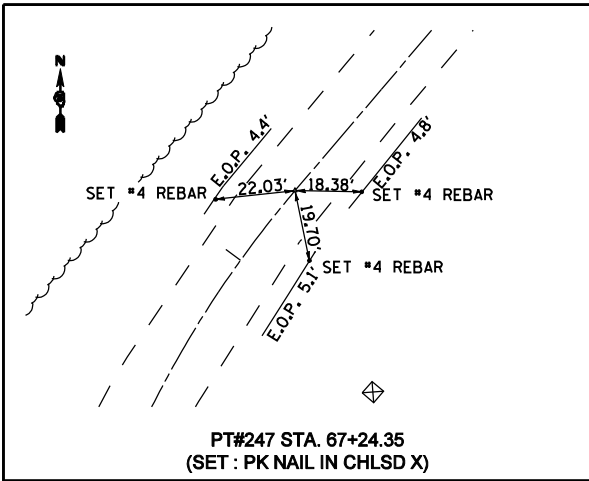 N
E.O.P. 4.4'
E.O.P. 4.8'
SET #4 REBAR
22.03'
18.38'
SET #4 REBAR
19.70'
SET #4 REBAR
E.O.P. 5.1'
PT#247 STA. 67+24.35
(SET : PK NAIL IN CHLSD X)